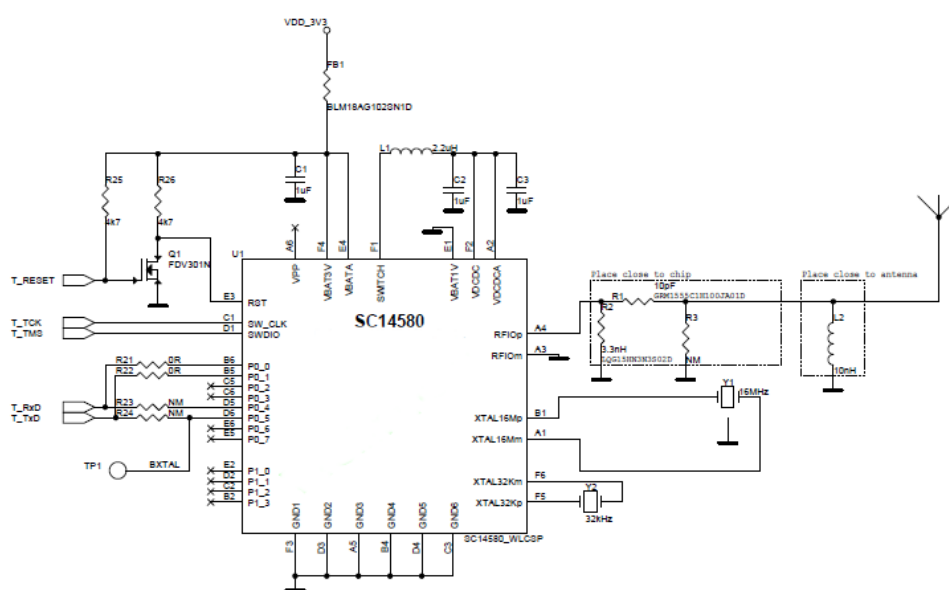 VDD_3V3
FB1
BLM18AG102SN1D
L1 2.2uH
R25 R26 C1 C2 C3
4k7 4k7 1uF 1uF 1uF
Q1
FDV301N
U1
A6 F4 E4 F1 E1 F2 A2
VPP VBAT3V VBATA SWITCH VBAT1V VDCDC VDCDCA
T_RESET
E3 RST
SC14580
T_TCK C1 SW_CLK
T_TMS D1 SWDIO
Place close to chip
10pF
R1 GRM1555C1H100JA01D
R2 R3
3.3nH
LQG15HN3N3S02D NM
Place close to antenna
L2
10nH
RFIOp A4
RFIOm A3
R21 0R B6 P0_0
R22 0R B5 P0_1
C5 P0_2
C6 P0_3
T_RxD R23 NM D5 P0_4
T_TxD R24 NM D6 P0_5
E6 P0_6
E5 P0_7
TP1 BXTAL
E2 P1_0
D2 P1_1
C2 P1_2
B2 P1_3
Y1
16MHz
XTAL16Mp B1
XTAL16Mm A1
XTAL32Km F6
XTAL32Kp F5
Y2
32kHz
GND1 GND2 GND3 GND4 GND5 GND6
SC14580_WLCSP
F3 D3 A5 B4 D4 C3